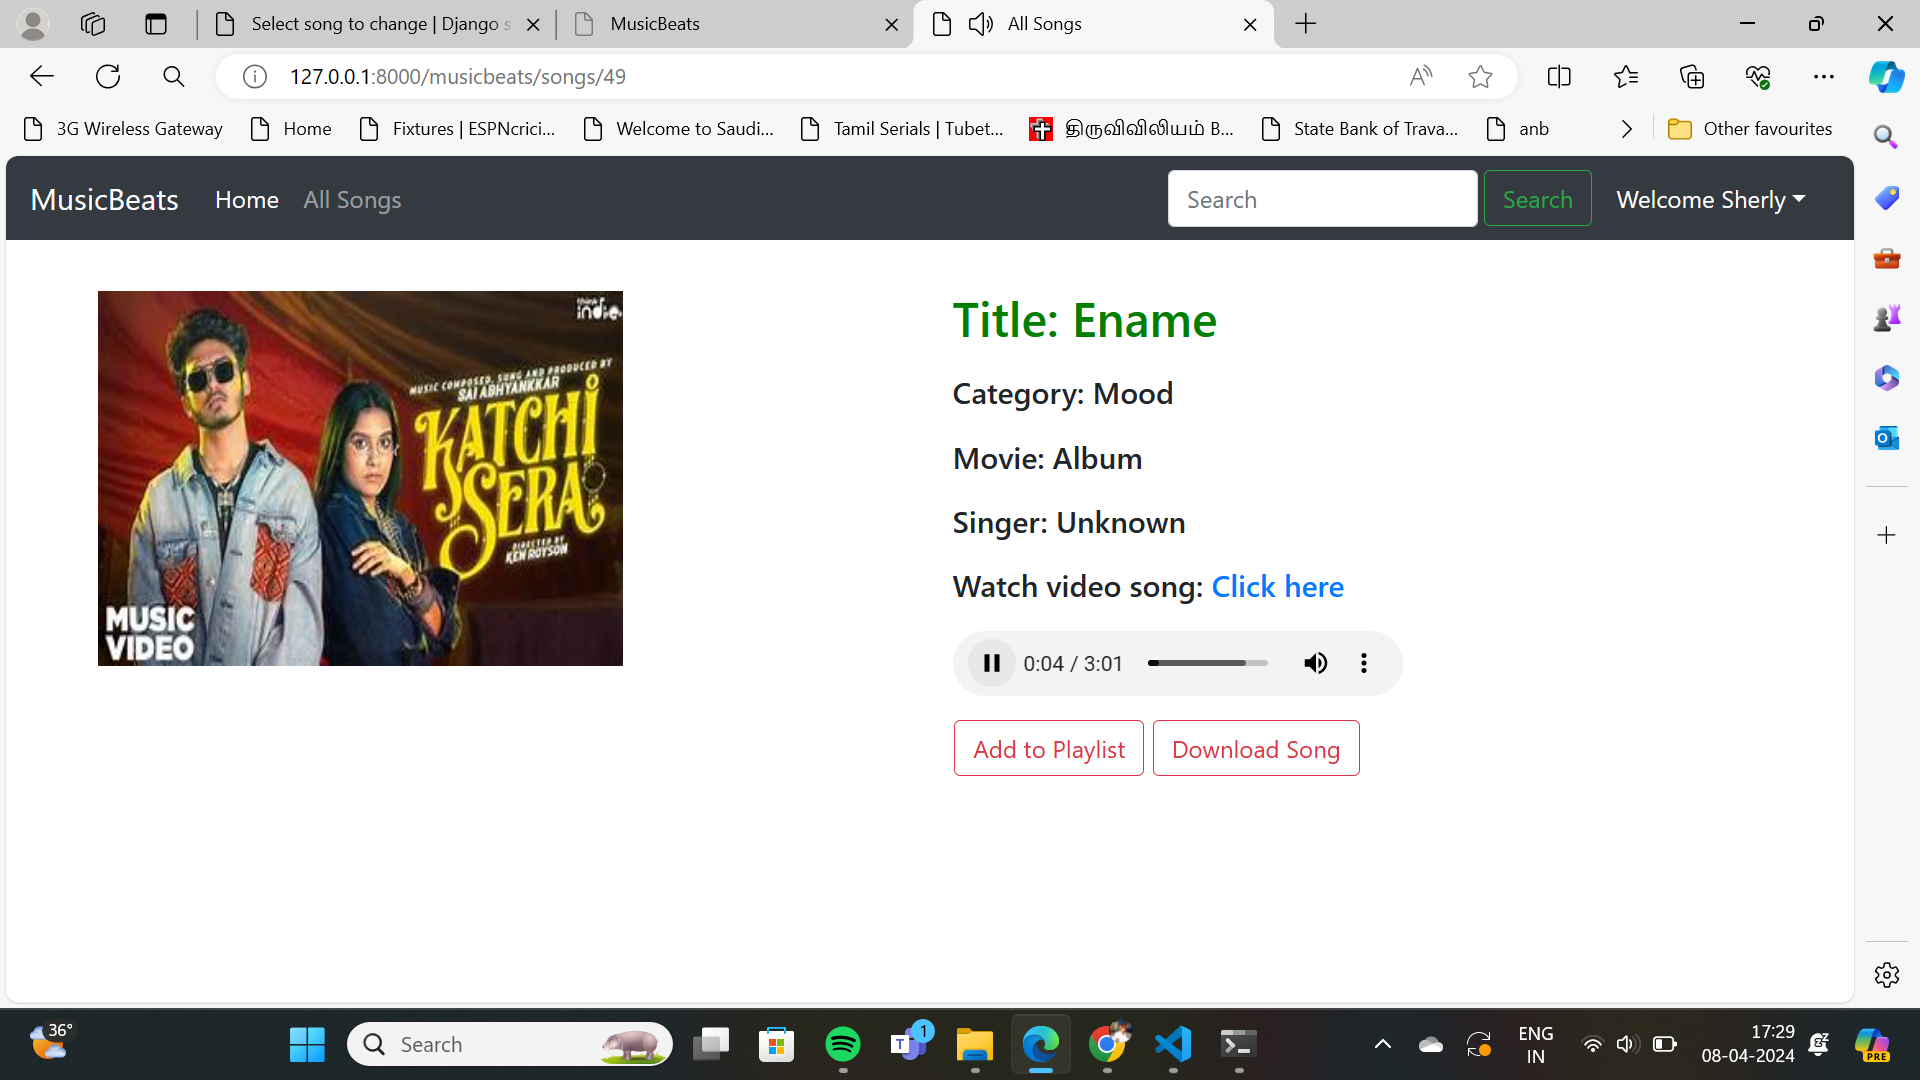 Select song to change | Django s
MusicBeats
All Songs
127.0.0.1:8000/musicbeats/songs/49
3G Wireless Gateway
Home
Fixtures | ESPNcrici...
Welcome to Saudi...
Tamil Serials | Tubet...
திருவிவிலியம் B...
State Bank of Trava...
anb
Other favourites
MusicBeats
Home
All Songs
Search
Search
Welcome Sherly
think
indie
MUSIC COMPOSED, SUNG AND PRODUCED BY
SAI ABHYANKKAR
KATCHI
SERA
DIRECTED BY
KEN ROYSON
MUSIC
VIDEO
Title: Ename
Category: Mood
Movie: Album
Singer: Unknown
Watch video song: Click here
0:04 / 3:01
Add to Playlist
Download Song
36°
Search
1
ENG
IN
17:29
08-04-2024
PRE